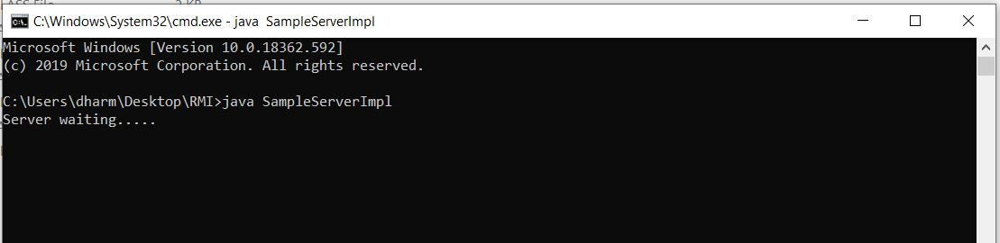 C:\Windows\System32\cmd.exe - java  SampleServerImpl
Microsoft Windows [Version 10.0.18362.592]
(c) 2019 Microsoft Corporation. All rights reserved.
C:\Users\dharm\Desktop\RMI>java SampleServerImpl
Server waiting.....